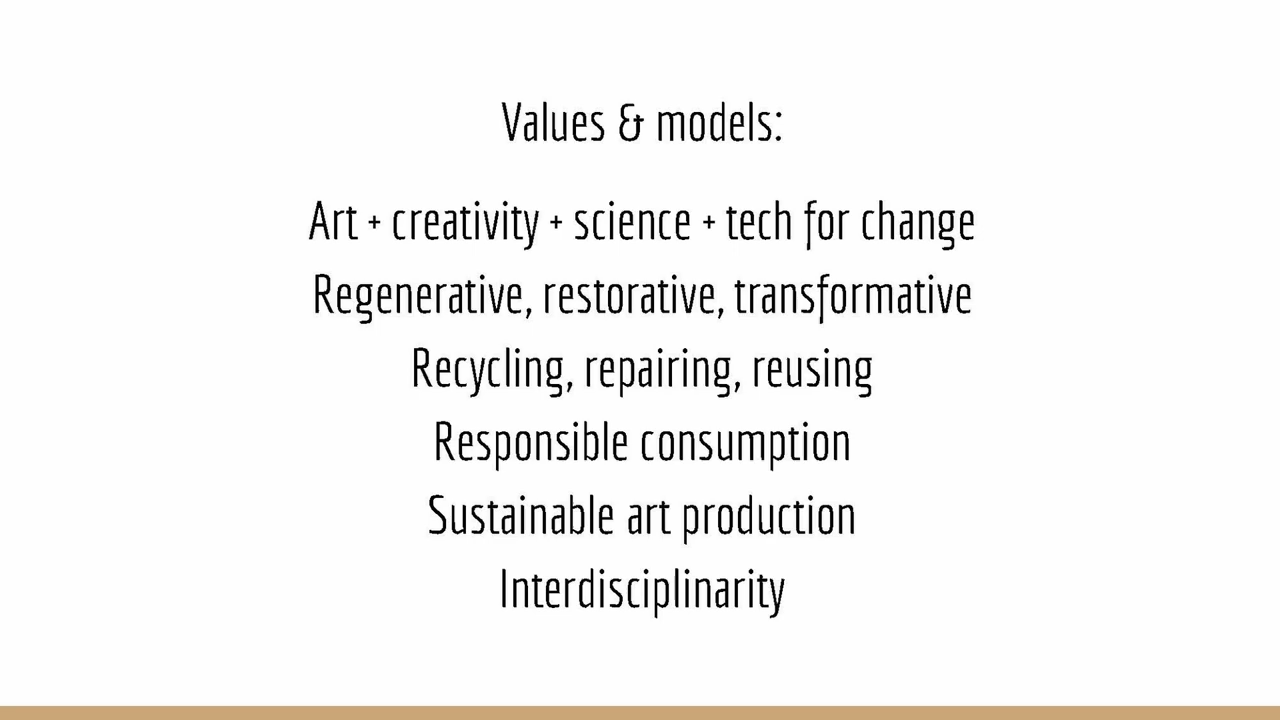 Values & models:
Art + creativity + science + tech for change
Regenerative, restorative, transformative
Recycling, repairing, reusing
Responsible consumption
Sustainable art production
Interdisciplinarity